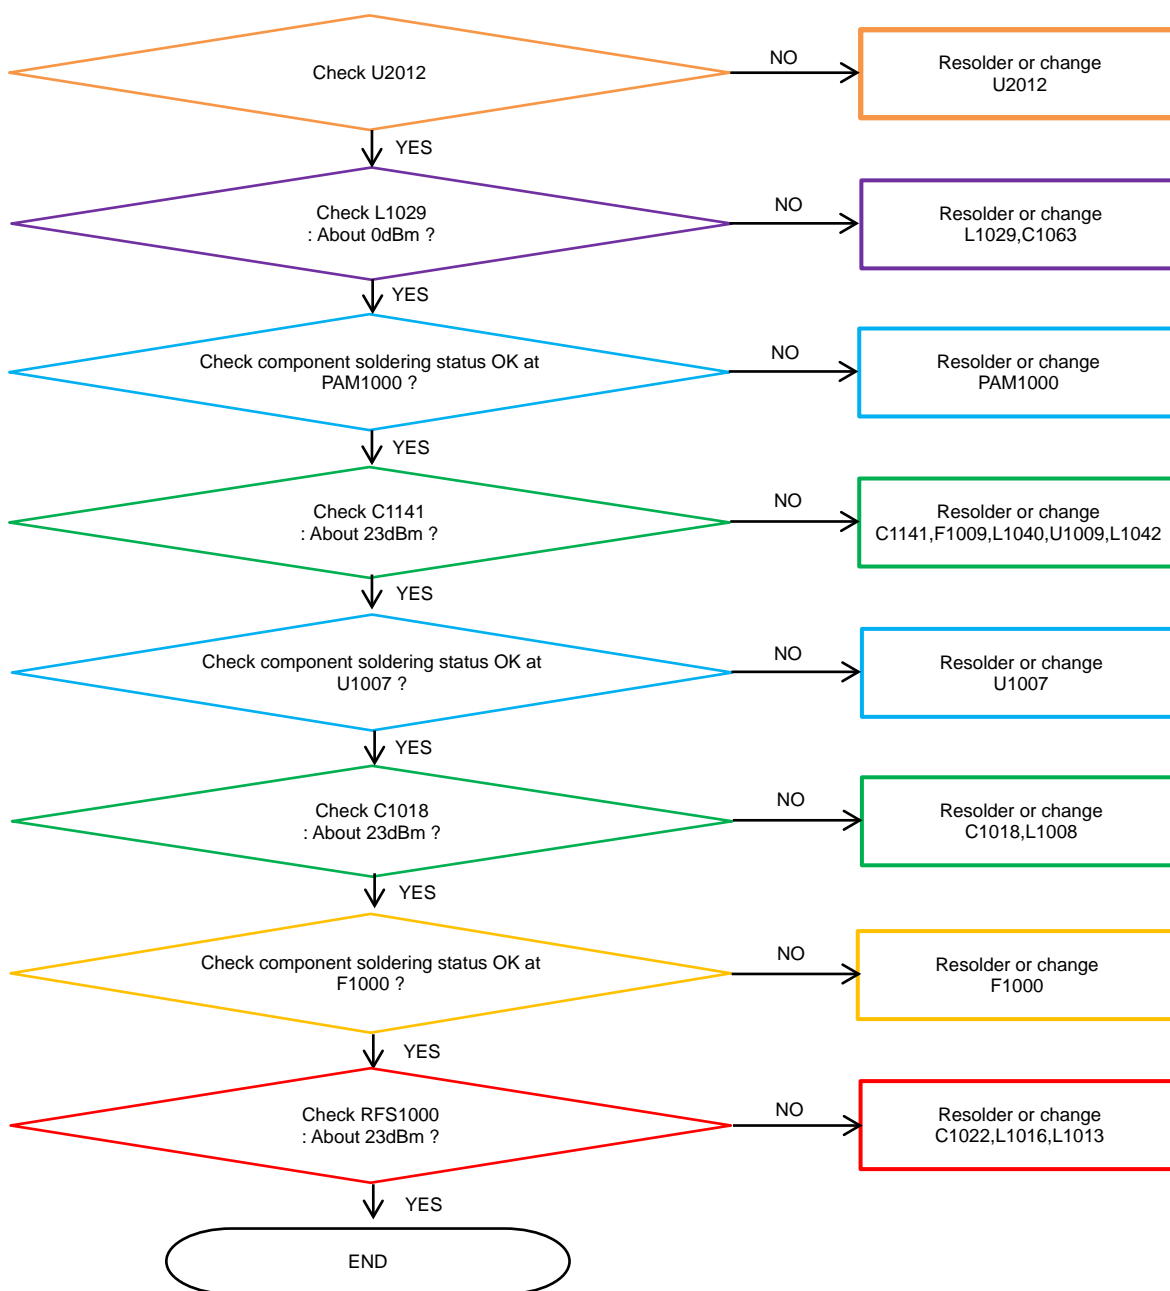 Check U2012
NO
Resolder or change
U2012
YES
Check L1029
: About 0dBm ?
NO
Resolder or change
L1029,C1063
YES
Check component soldering status OK at
PAM1000 ?
NO
Resolder or change
PAM1000
YES
Check C1141
: About 23dBm ?
NO
Resolder or change
C1141,F1009,L1040,U1009,L1042
YES
Check component soldering status OK at
U1007 ?
NO
Resolder or change
U1007
YES
Check C1018
: About 23dBm ?
NO
Resolder or change
C1018,L1008
YES
Check component soldering status OK at
F1000 ?
NO
Resolder or change
F1000
YES
Check RFS1000
: About 23dBm ?
NO
Resolder or change
C1022,L1016,L1013
YES
END